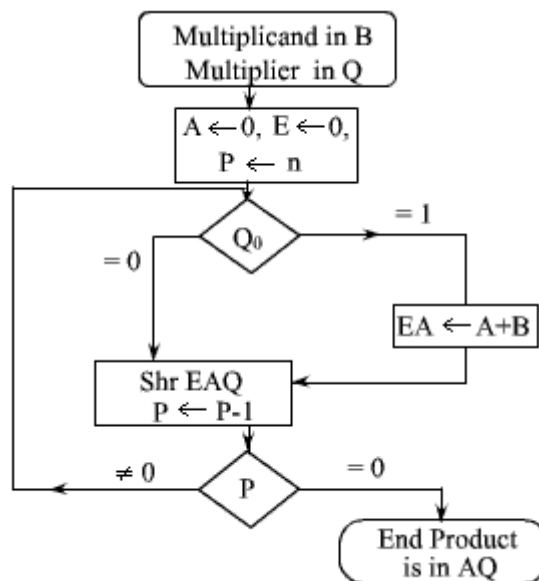 Multiplicand in B
Multiplier in Q
A ← 0, E ← 0,
P ← n
Q₀
= 1
= 0
EA ← A+B
Shr EAQ
P ← P-1
≠ 0
P
= 0
End Product
is in AQ